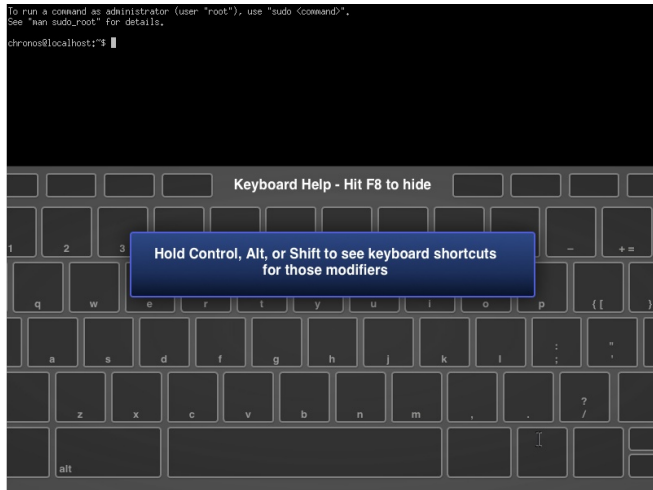 To run a command as administrator (user "root"), use "sudo <command>".
See "man sudo_root" for details.
chronos@localhost:~$
Keyboard Help - Hit F8 to hide
Hold Control, Alt, or Shift to see keyboard shortcuts
for those modifiers
1 2 3 - + =
q w e r t y u i o p { [ }
a s d f g h j k l : ; " '
z x c v b n m , . ? /
alt